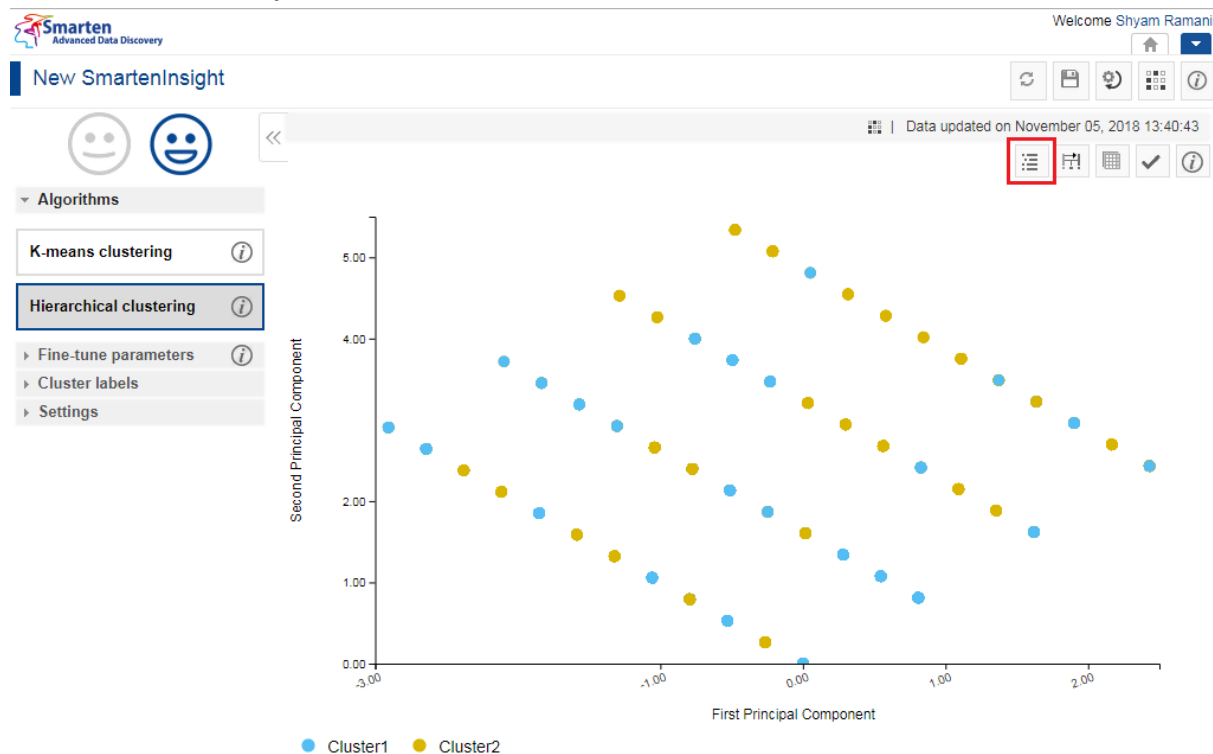 Smarten
Advanced Data Discovery
Welcome Shyam Ramani
New SmartenInsight
Data updated on November 05, 2018 13:40:43
Algorithms
K-means clustering
Hierarchical clustering
Fine-tune parameters
Cluster labels
Settings
5.00
4.00
2.00
1.00
0.00
Second Principal Component
-3.00
-1.00
0.00
1.00
2.00
First Principal Component
Cluster1
Cluster2